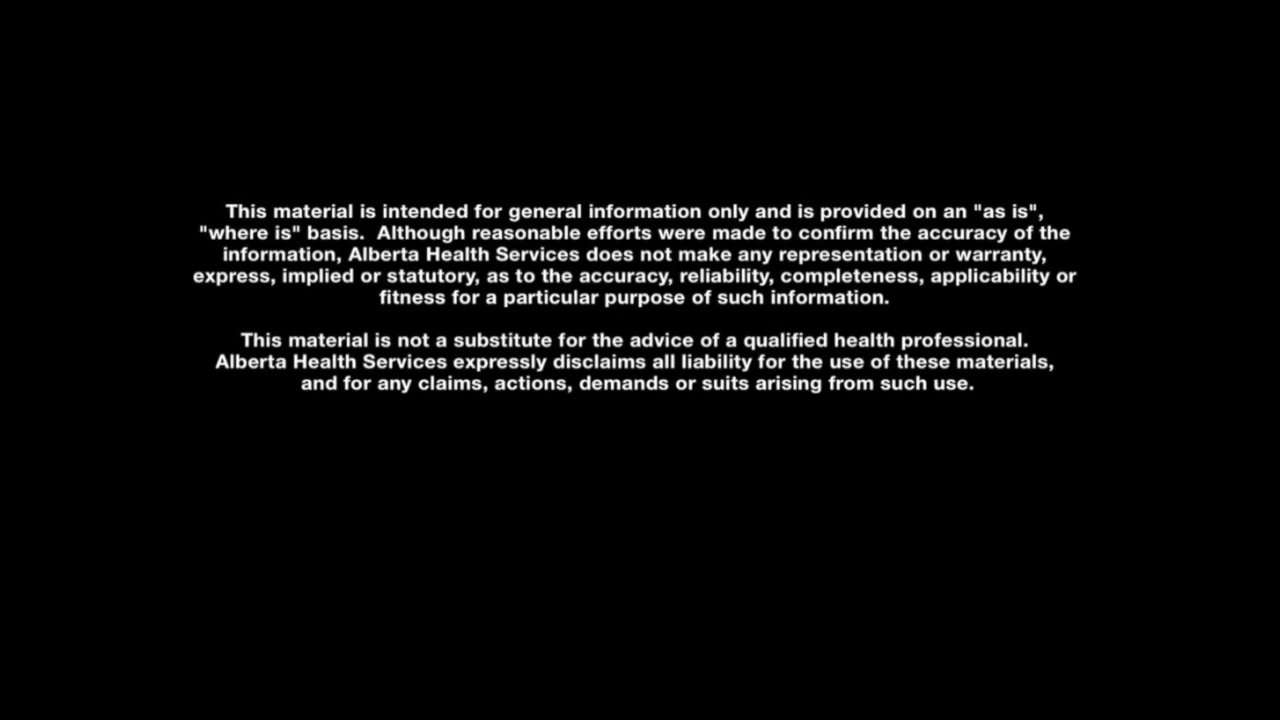 This material is intended for general information only and is provided on an "as is",
"where is" basis.  Although reasonable efforts were made to confirm the accuracy of the
information, Alberta Health Services does not make any representation or warranty,
express, implied or statutory, as to the accuracy, reliability, completeness, applicability or
fitness for a particular purpose of such information.
This material is not a substitute for the advice of a qualified health professional.
Alberta Health Services expressly disclaims all liability for the use of these materials,
and for any claims, actions, demands or suits arising from such use.